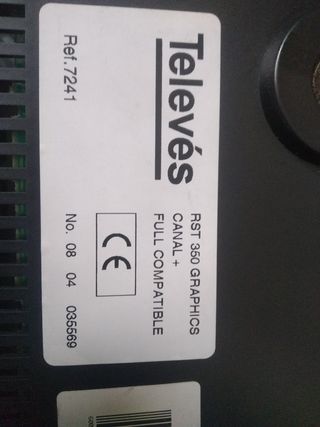 Televés
RST 350 GRAPHICS
CANAL +
FULL COMPATIBLE
CE
Ref.7241
No. 08 04 035569